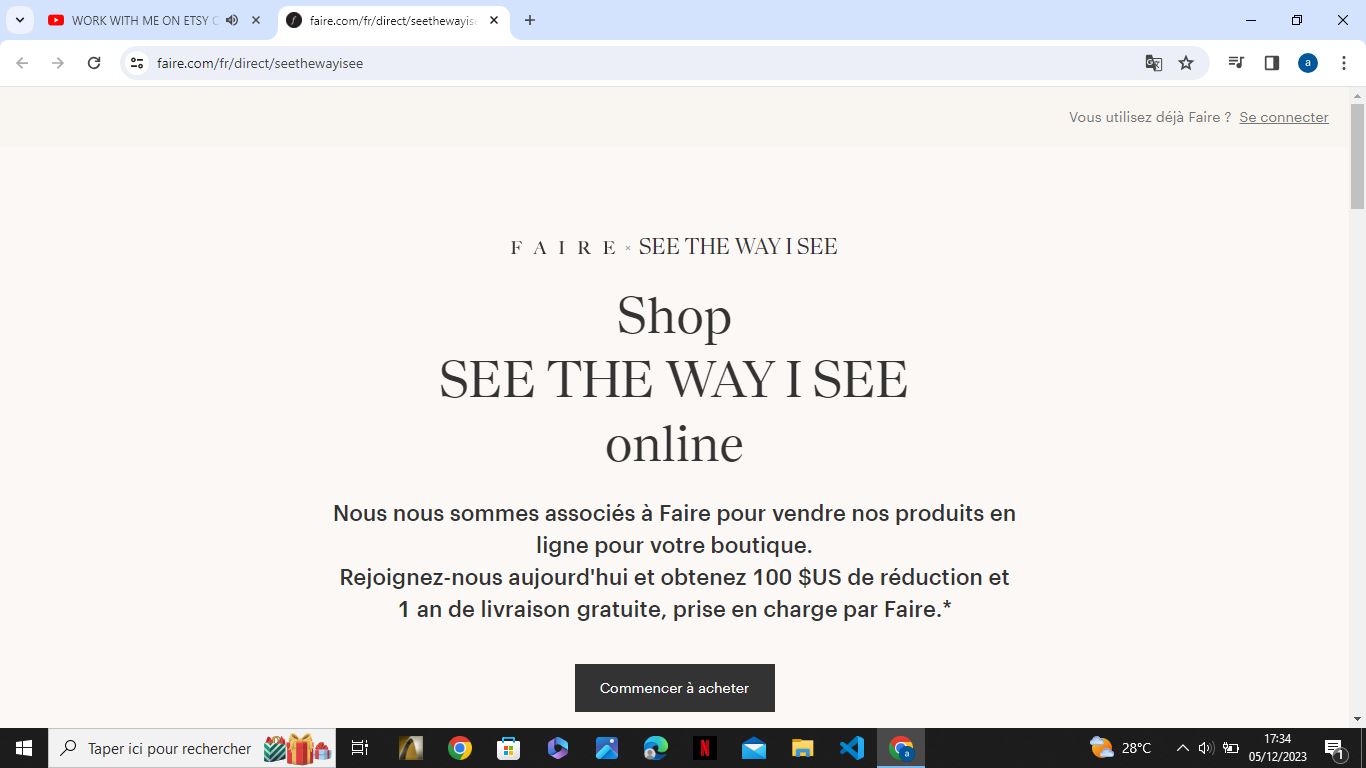 WORK WITH ME ON ETSY
faire.com/fr/direct/seethewayise
faire.com/fr/direct/seethewayisee
a
Vous utilisez déjà Faire ? Se connecter
FAIRE × SEE THE WAY I SEE
Shop
SEE THE WAY I SEE
online
Nous nous sommes associés à Faire pour vendre nos produits en
ligne pour votre boutique.
Rejoignez-nous aujourd'hui et obtenez 100 $US de réduction et
1 an de livraison gratuite, prise en charge par Faire.*
Commencer à acheter
Taper ici pour rechercher
N
a
28°C
17:34
05/12/2023
1